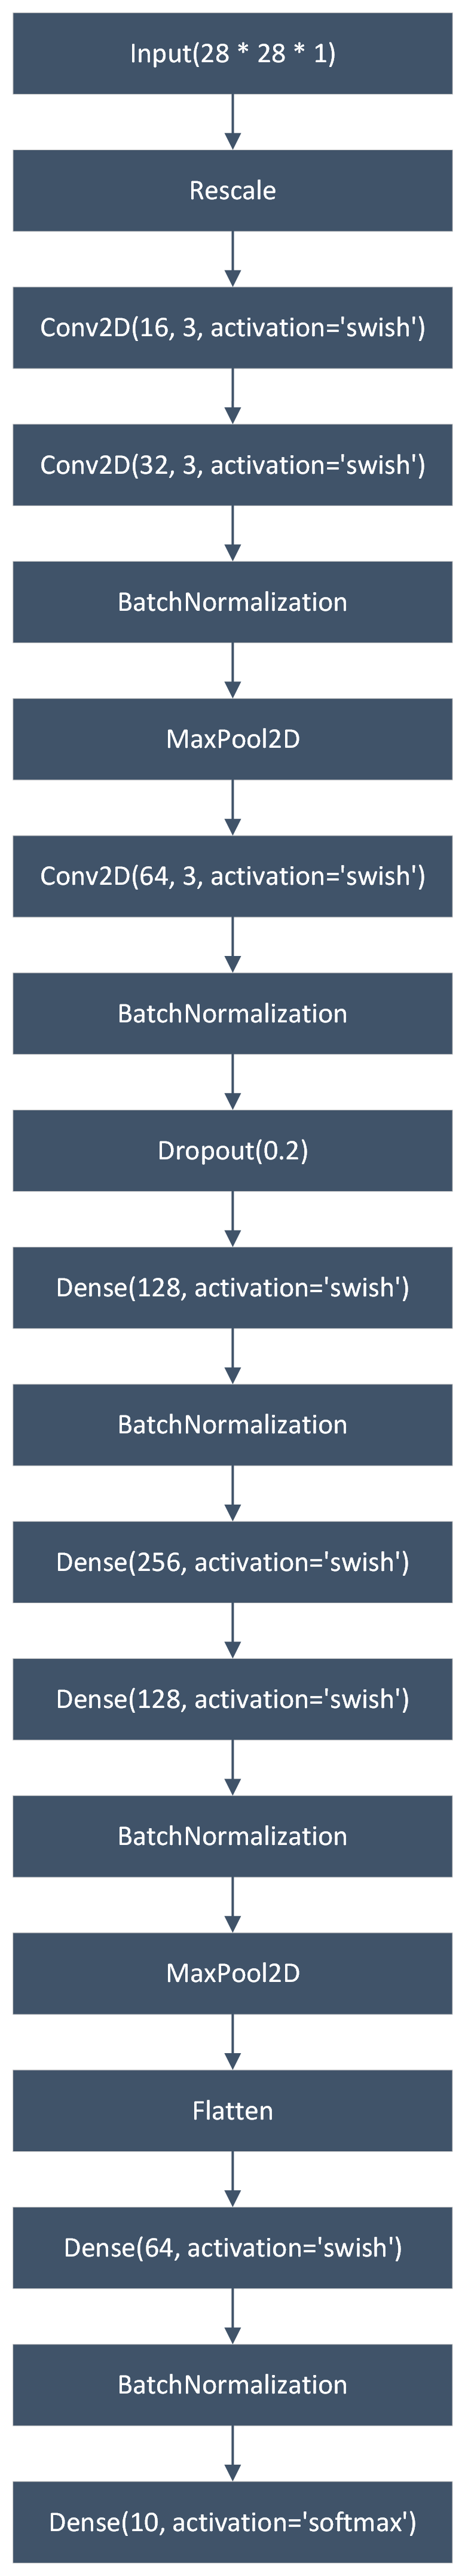 Input(28 * 28 * 1)
Rescale
Conv2D(16, 3, activation='swish')
Conv2D(32, 3, activation='swish')
BatchNormalization
MaxPool2D
Conv2D(64, 3, activation='swish')
BatchNormalization
Dropout(0.2)
Dense(128, activation='swish')
BatchNormalization
Dense(256, activation='swish')
Dense(128, activation='swish')
BatchNormalization
MaxPool2D
Flatten
Dense(64, activation='swish')
BatchNormalization
Dense(10, activation='softmax')